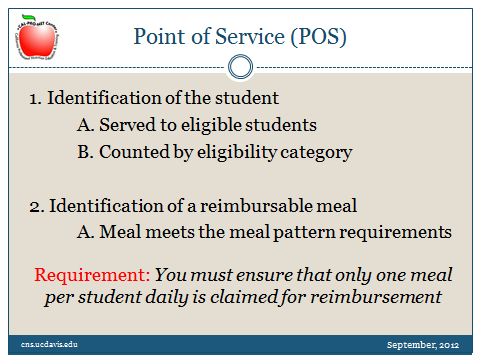 Point of Service (POS)
1. Identification of the student
A. Served to eligible students
B. Counted by eligibility category
2. Identification of a reimbursable meal
A. Meal meets the meal pattern requirements
Requirement: You must ensure that only one meal
per student daily is claimed for reimbursement
cns.ucdavis.edu
September, 2012